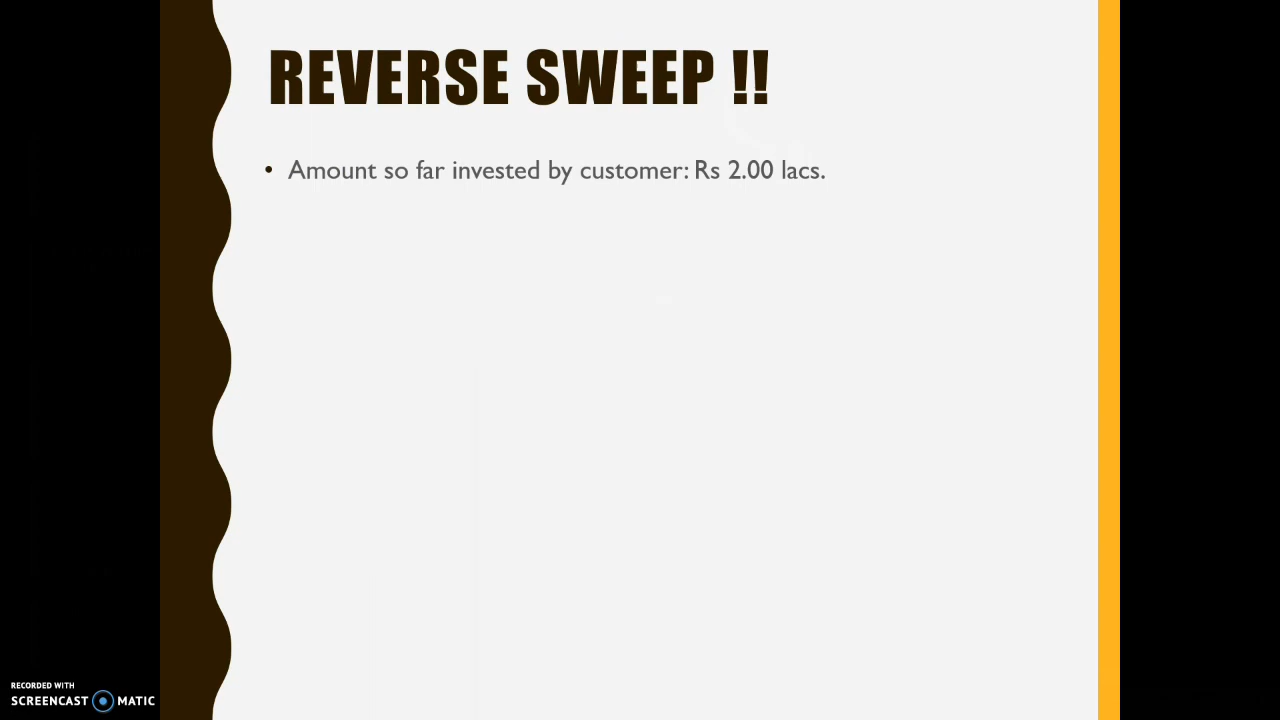 REVERSE SWEEP !!
• Amount so far invested by customer: Rs 2.00 lacs.
RECORDED WITH
SCREENCAST MATIC